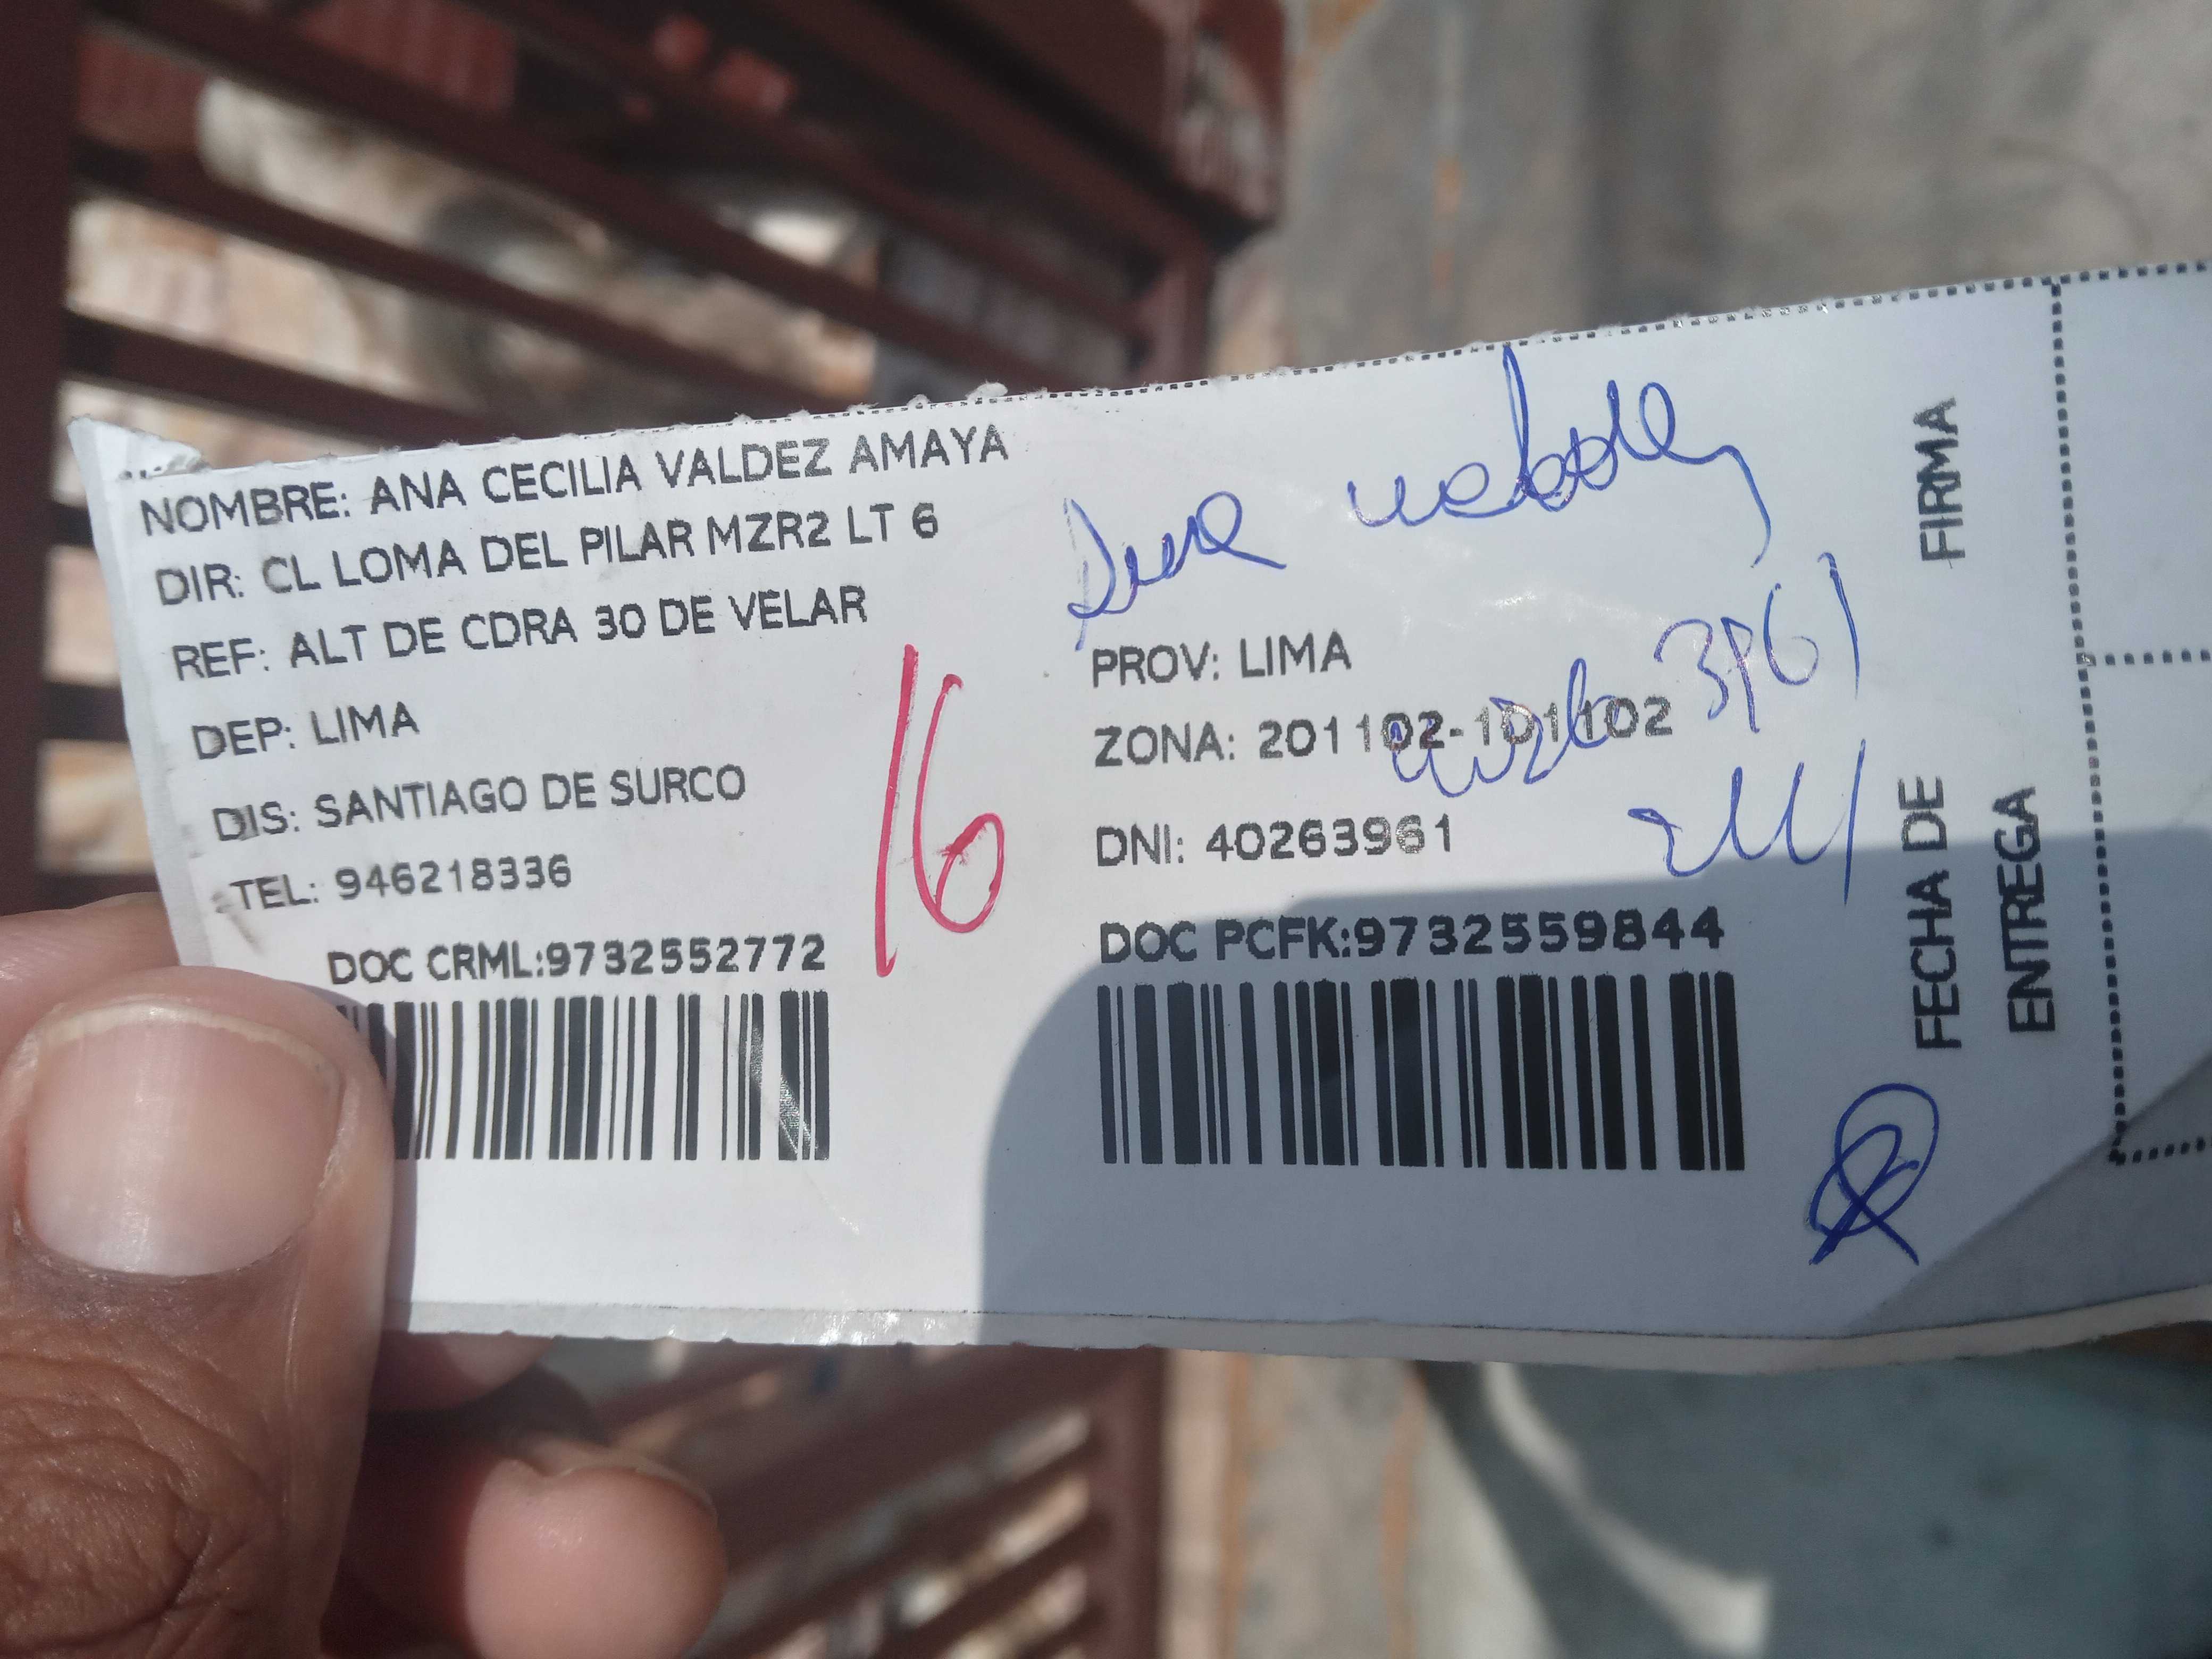 NOMBRE: ANA CECILIA VALDEZ AMAYA
DIR: CL LOMA DEL PILAR MZR2 LT 6
REF: ALT DE CDRA 30 DE VELAR
DEP: LIMA
DIS: SANTIAGO DE SURCO
TEL: 946218336
DOC CRML:9732552772
16
PROV: LIMA
ZONA: 201102-101102
DNI: 40263961
DOC PCFK:9732559844
FIRMA
FECHA DE
ENTREGA